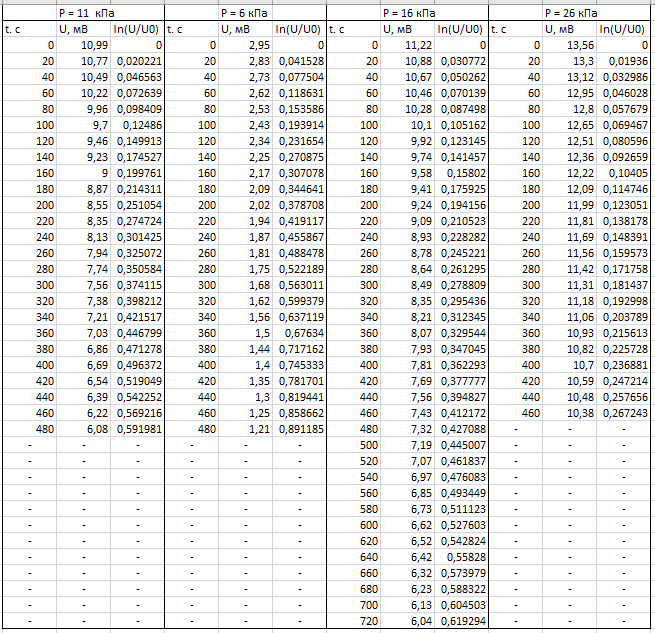 P = 11 кПа P = 6 кПа P = 16 кПа P = 26 кПа
t. с U, мВ ln(U/U0) t. с U, мВ ln(U/U0) t. с U, мВ ln(U/U0) t. с U, мВ ln(U/U0)
0 10,99 0 0 2,95 0 0 11,22 0 0 13,56 0
20 10,77 0,020221 20 2,83 0,041528 20 10,88 0,030772 20 13,3 0,01936
40 10,49 0,046563 40 2,73 0,077504 40 10,67 0,050262 40 13,12 0,032986
60 10,22 0,072639 60 2,62 0,118631 60 10,46 0,070139 60 12,95 0,046028
80 9,96 0,098409 80 2,53 0,153586 80 10,28 0,087498 80 12,8 0,057679
100 9,7 0,12486 100 2,43 0,193914 100 10,1 0,105162 100 12,65 0,069467
120 9,46 0,149913 120 2,34 0,231654 120 9,92 0,123145 120 12,51 0,080596
140 9,23 0,174527 140 2,25 0,270875 140 9,74 0,141457 140 12,36 0,092659
160 9 0,199761 160 2,17 0,307078 160 9,58 0,15802 160 12,22 0,10405
180 8,87 0,214311 180 2,09 0,344641 180 9,41 0,175925 180 12,09 0,114746
200 8,55 0,251054 200 2,02 0,378708 200 9,24 0,194156 200 11,99 0,123051
220 8,35 0,274724 220 1,94 0,419117 220 9,09 0,210523 220 11,81 0,138178
240 8,13 0,301425 240 1,87 0,455867 240 8,93 0,228282 240 11,69 0,148391
260 7,94 0,325072 260 1,81 0,488478 260 8,78 0,245221 260 11,56 0,159573
280 7,74 0,350584 280 1,75 0,522189 280 8,64 0,261295 280 11,42 0,171758
300 7,56 0,374115 300 1,68 0,563011 300 8,49 0,278809 300 11,31 0,181437
320 7,38 0,398212 320 1,62 0,599379 320 8,35 0,295436 320 11,18 0,192998
340 7,21 0,421517 340 1,56 0,637119 340 8,21 0,312345 340 11,06 0,203789
360 7,03 0,446799 360 1,5 0,67634 360 8,07 0,329544 360 10,93 0,215613
380 6,86 0,471278 380 1,44 0,717162 380 7,93 0,347045 380 10,82 0,225728
400 6,69 0,496372 400 1,4 0,745333 400 7,81 0,362293 400 10,7 0,236881
420 6,54 0,519049 420 1,35 0,781701 420 7,69 0,377777 420 10,59 0,247214
440 6,39 0,542252 440 1,3 0,819441 440 7,56 0,394827 440 10,48 0,257656
460 6,22 0,569216 460 1,25 0,858662 460 7,43 0,412172 460 10,38 0,267243
480 6,08 0,591981 480 1,21 0,891185 480 7,32 0,427088 - - -
- - - - - - 500 7,19 0,445007 - - -
- - - - - - 520 7,07 0,461837 - - -
- - - - - - 540 6,97 0,476083 - - -
- - - - - - 560 6,85 0,493449 - - -
- - - - - - 580 6,73 0,511123 - - -
- - - - - - 600 6,62 0,527603 - - -
- - - - - - 620 6,52 0,542824 - - -
- - - - - - 640 6,42 0,55828 - - -
- - - - - - 660 6,32 0,573979 - - -
- - - - - - 680 6,23 0,588322 - - -
- - - - - - 700 6,13 0,604503 - - -
- - - - - - 720 6,04 0,619294 - - -